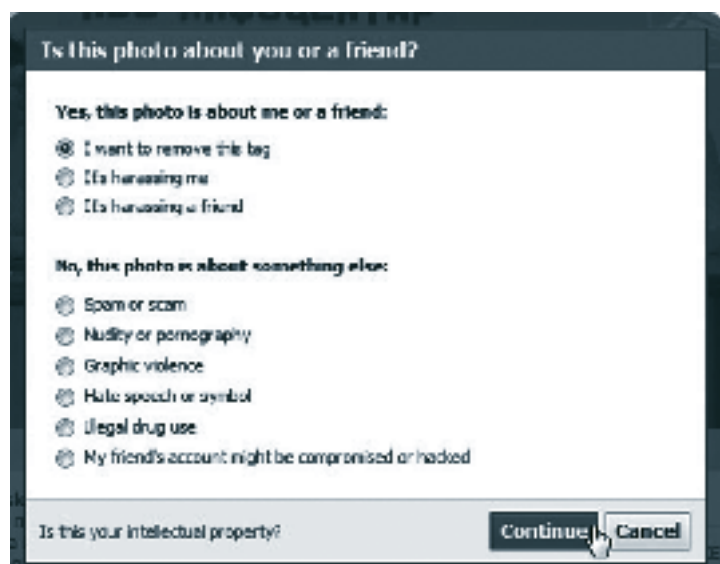 Is this photo about you or a friend?
Yes, this photo is about me or a friend:
I want to remove this tag
It's harassing me
It's harassing a friend
No, this photo is about something else:
Spam or scam
Nudity or pornography
Graphic violence
Hate speech or symbol
Illegal drug use
My friend's account might be compromised or hacked
Is this your intellectual property?
Continue Cancel